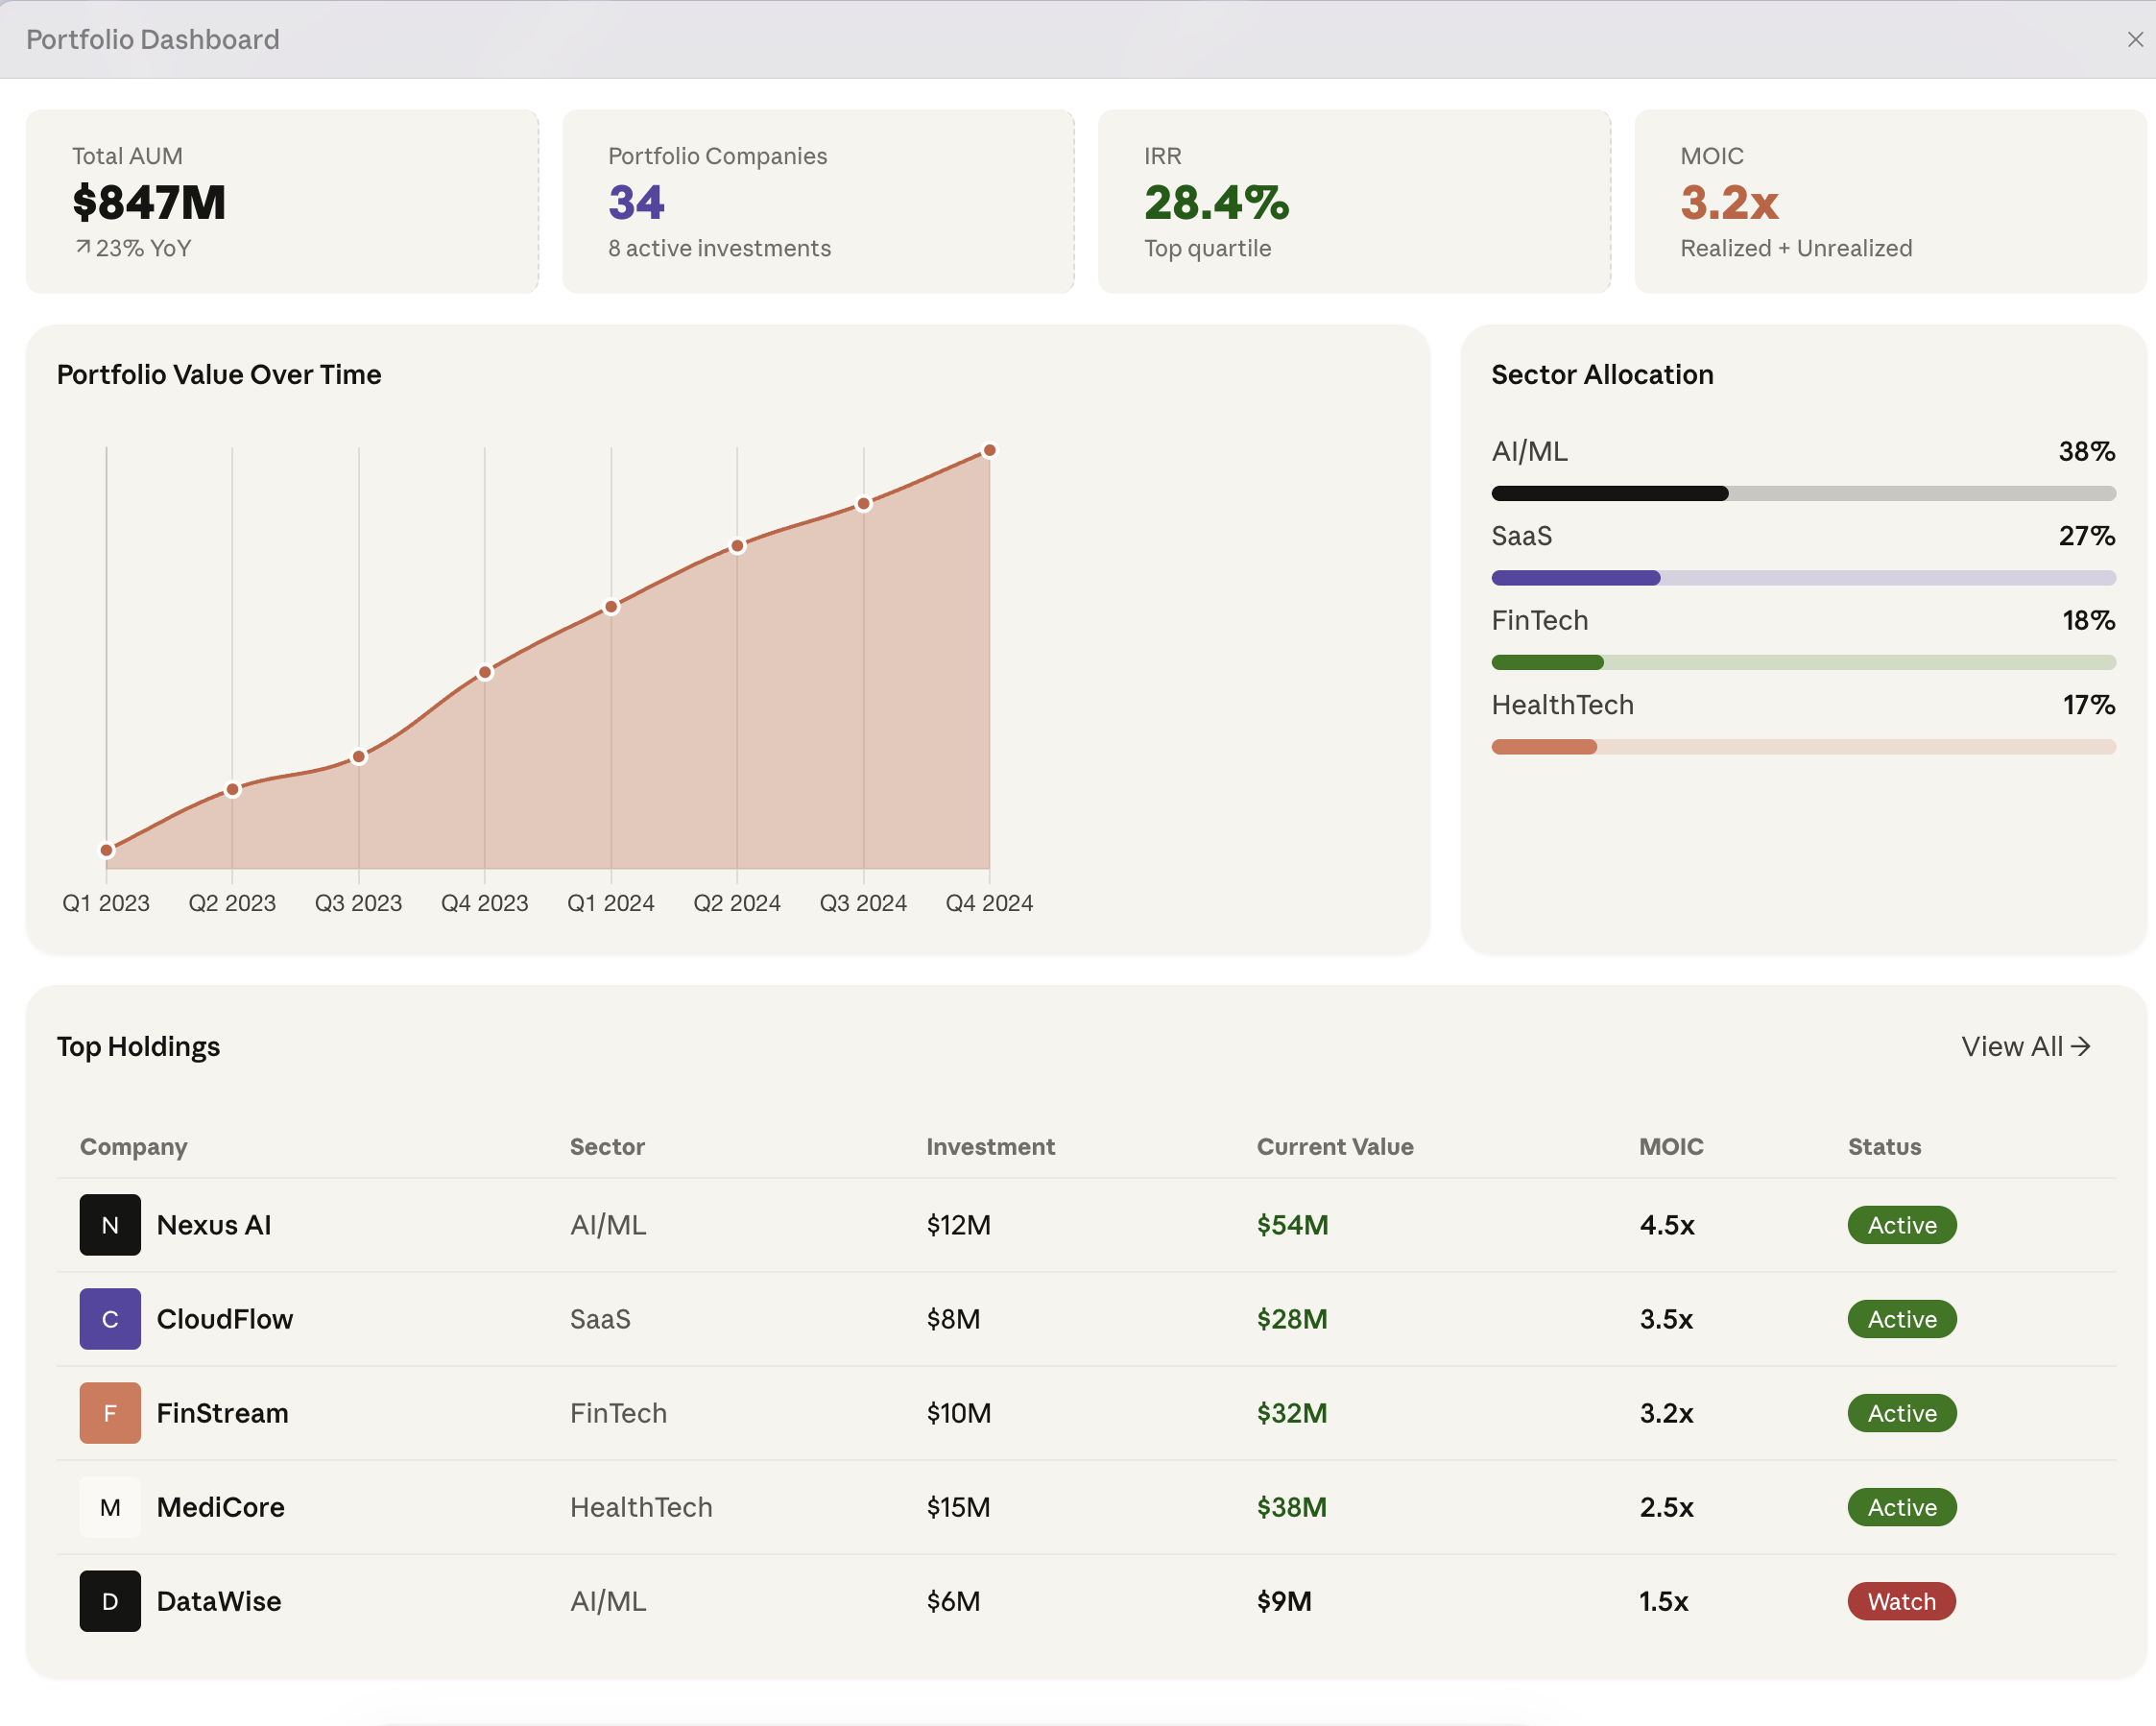 Portfolio Dashboard
Total AUM
$847M
↗ 23% YoY
Portfolio Companies
34
8 active investments
IRR
28.4%
Top quartile
MOIC
3.2x
Realized + Unrealized
Portfolio Value Over Time
Q1 2023 Q2 2023 Q3 2023 Q4 2023 Q1 2024 Q2 2024 Q3 2024 Q4 2024
Sector Allocation
AI/ML 38%
SaaS 27%
FinTech 18%
HealthTech 17%
Top Holdings
View All →
Company Sector Investment Current Value MOIC Status
N Nexus AI AI/ML $12M $54M 4.5x Active
C CloudFlow SaaS $8M $28M 3.5x Active
F FinStream FinTech $10M $32M 3.2x Active
M MediCore HealthTech $15M $38M 2.5x Active
D DataWise AI/ML $6M $9M 1.5x Watch